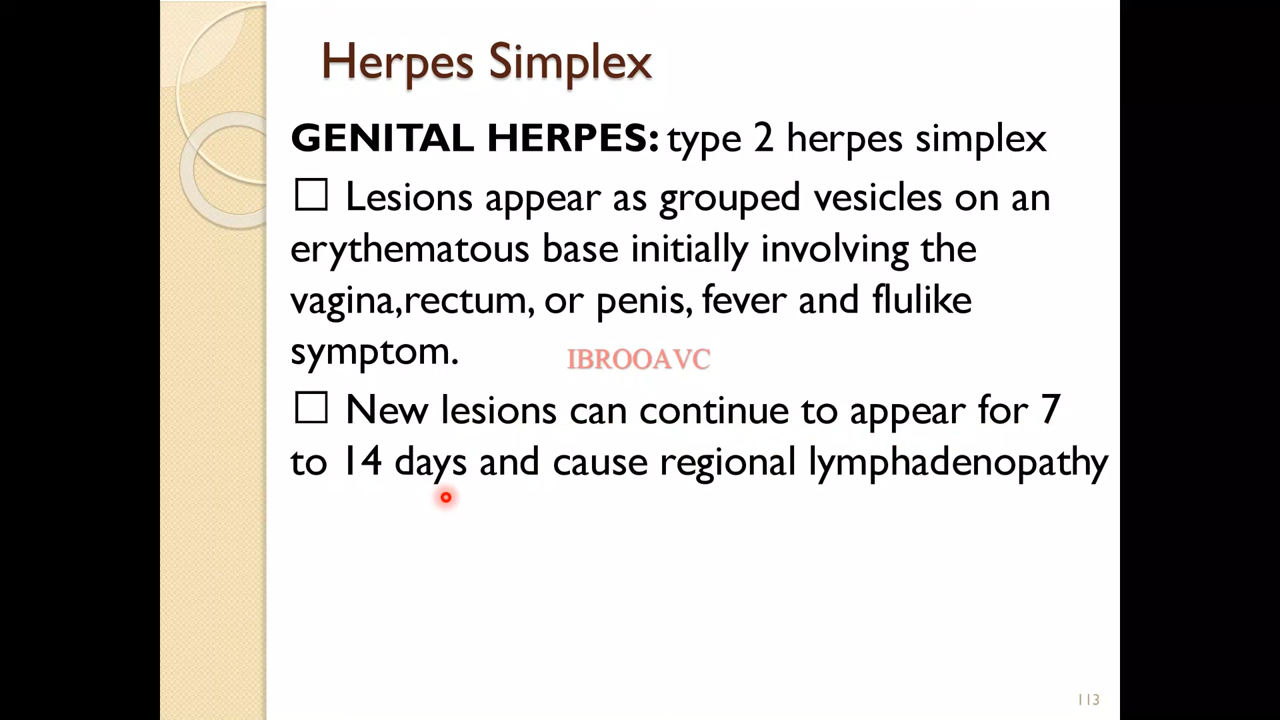 Herpes Simplex
GENITAL HERPES: type 2 herpes simplex
☐ Lesions appear as grouped vesicles on an
erythematous base initially involving the
vagina,rectum, or penis, fever and flulike
symptom.
IBROOAVC
☐ New lesions can continue to appear for 7
to 14 days and cause regional lymphadenopathy
113